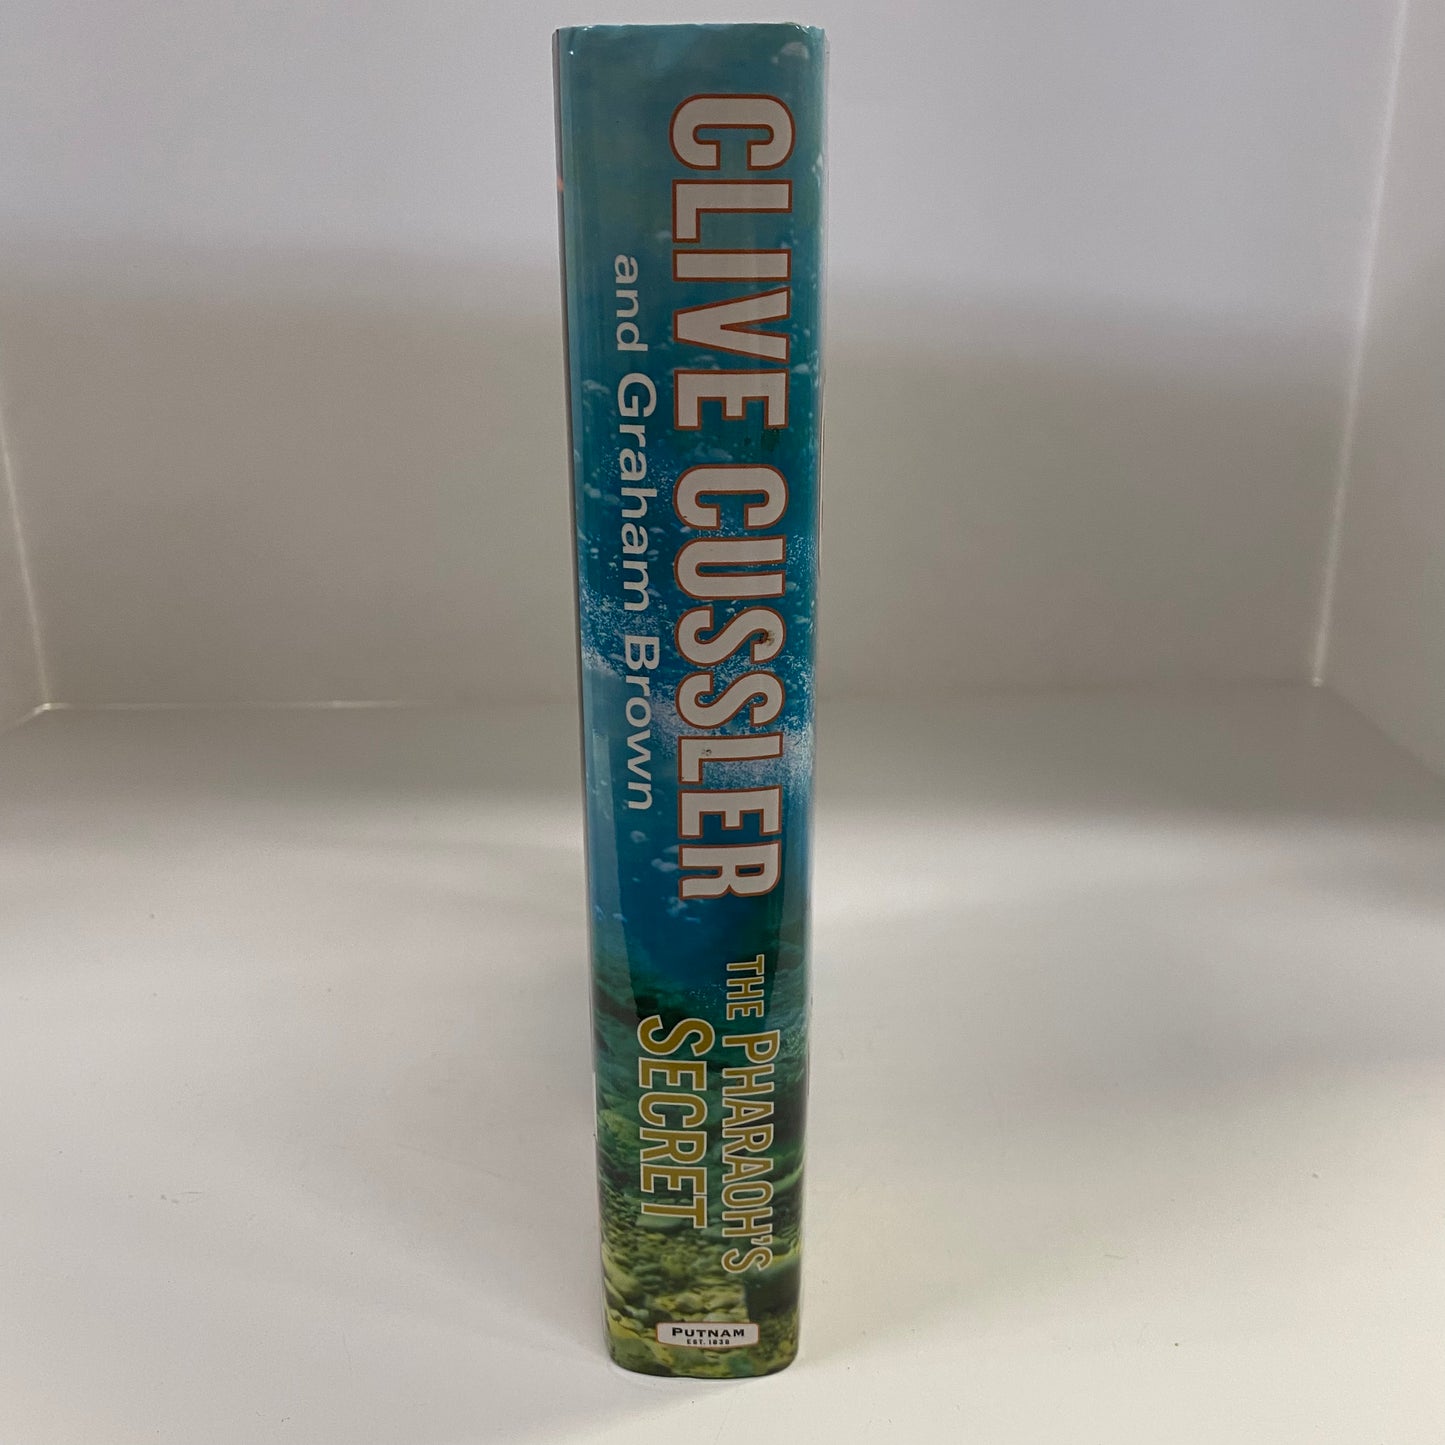 CLIVE CUSSLER
and Graham Brown
THE PHARAOH'S
SECRET
PUTNAM
EST. 1838